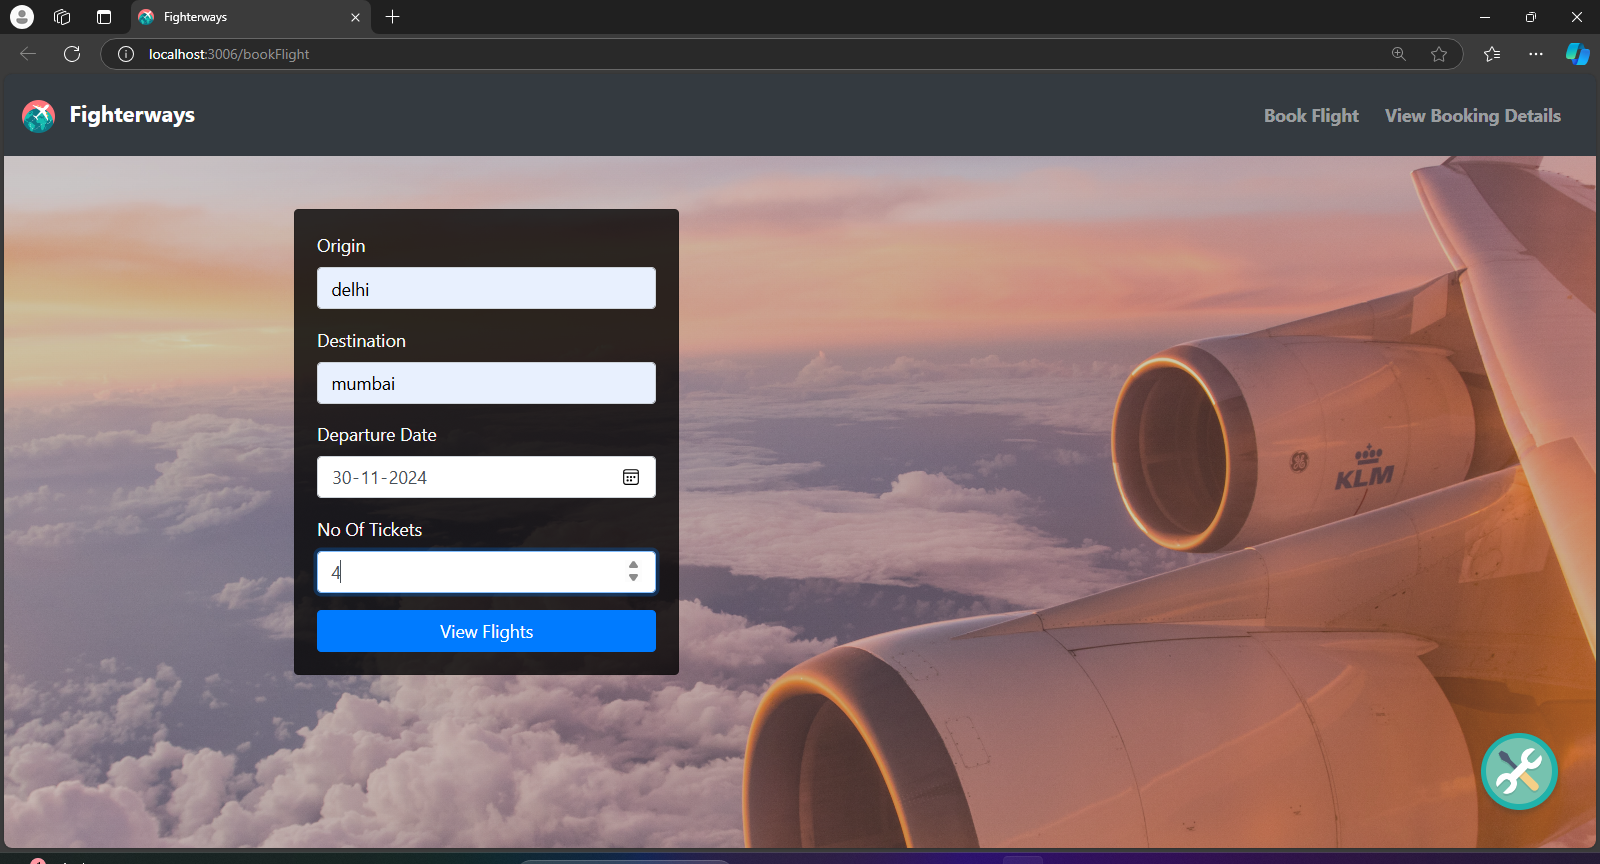 Fighterways
localhost:3006/bookFlight
Fighterways
Book Flight
View Booking Details
Origin
delhi
Destination
mumbai
Departure Date
30-11-2024
No Of Tickets
4
View Flights
KLM